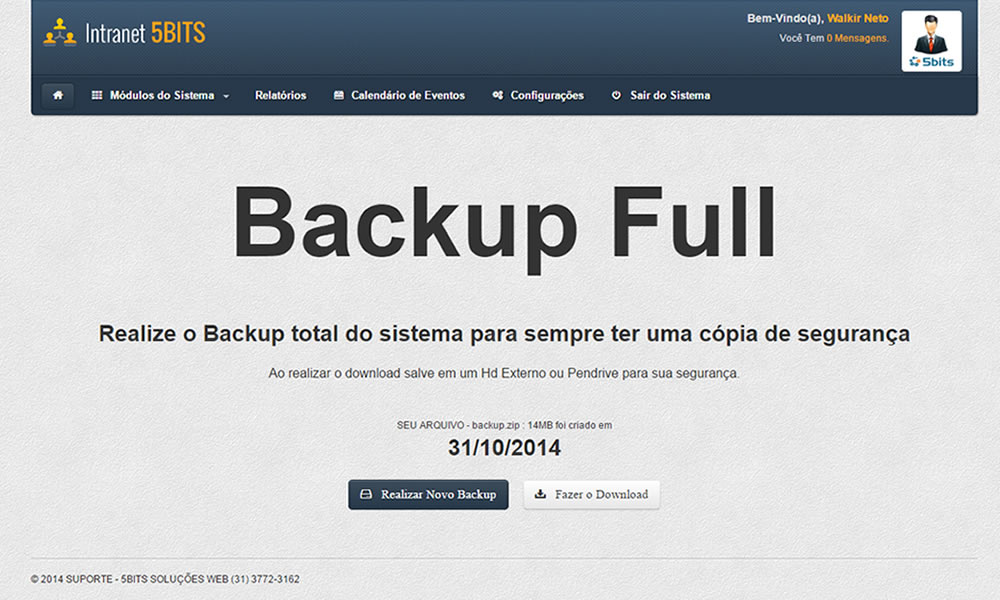 Intranet 5BITS
Bem-Vindo(a), Walkir Neto
Você Tem 0 Mensagens.
5bits
Módulos do Sistema
Relatórios
Calendário de Eventos
Configurações
Sair do Sistema
Backup Full
Realize o Backup total do sistema para sempre ter uma cópia de segurança
Ao realizar o download salve em um Hd Externo ou Pendrive para sua segurança.
SEU ARQUIVO - backup.zip : 14MB foi criado em
31/10/2014
Realizar Novo Backup
Fazer o Download
© 2014 SUPORTE - 5BITS SOLUÇÕES WEB (31) 3772-3162